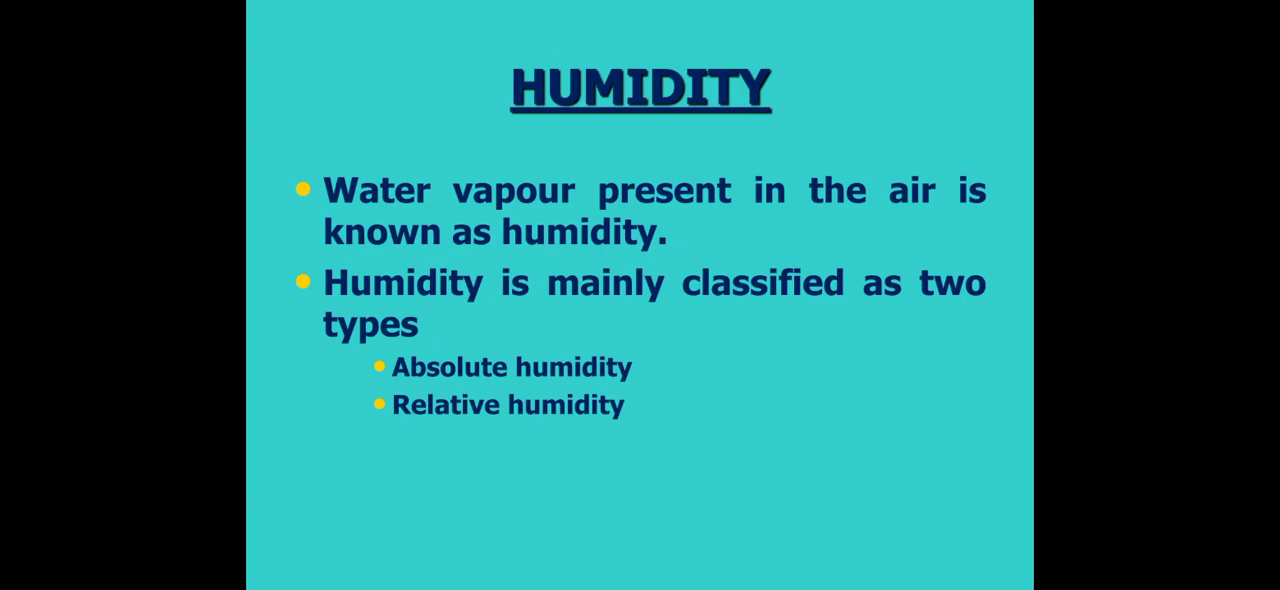 HUMIDITY
• Water vapour present in the air is
known as humidity.
• Humidity is mainly classified as two
types
• Absolute humidity
• Relative humidity